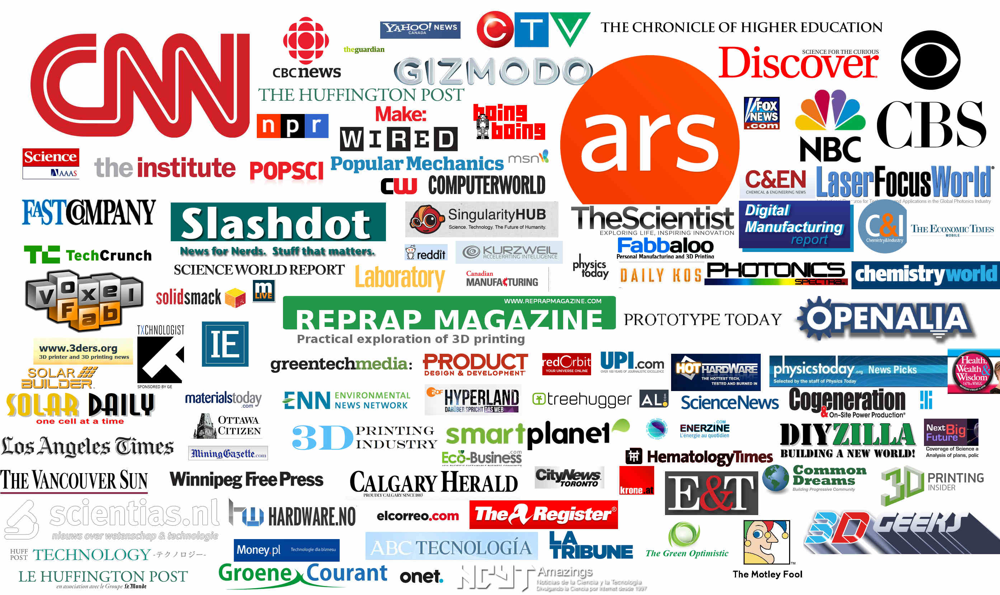 CNN
CBCnews
theguardian
YAHOO! NEWS
CANADA
CTV
THE CHRONICLE OF HIGHER EDUCATION
GIZMODO
SCIENCE FOR THE CURIOUS
Discover
THE HUFFINGTON POST
npr
Make:
WIRED
boing
boing
ars
FOX
NEWS
.com
NBC
CBS
Science
AAAS
the institute
POPSCI
Popular Mechanics
msn
CW COMPUTERWORLD
C&EN
CHEMICAL & ENGINEERING NEWS
LaserFocusWorld®
and Applications in the Global Photonics Industry
FAST COMPANY
Slashdot
News for Nerds. Stuff that matters.
SingularityHUB
Science. Technology. The Future of Humanity.
TheScientist
EXPLORING LIFE, INSPIRING INNOVATION
Digital
Manufacturing
report
C&I
Chemistry&Industry
THE ECONOMIC TIMES
MOBILE
TC TechCrunch
reddit
KURZWEIL
ACCELERATING INTELLIGENCE
Fabbaloo
Personal Manufacturing and 3D Printing
SCIENCE WORLD REPORT
Laboratory
Canadian
MANUFACTURING
physics
today
DAILY KOS
PHOTONICS
SPECTRA®
chemistryworld
voxel
Fab
solidsmack
m
LIVE
WWW.REPRAPMAGAZINE.COM
REPRAP MAGAZINE
Practical exploration of 3D printing
PROTOTYPE TODAY
OPENALIA
TXCHNOLOGIST
SPONSORED BY GE
IE
www.3ders.org
3D printer and 3D printing news
SOLAR
BUILDER
greentechmedia:
PRODUCT
DESIGN & DEVELOPMENT
redOrbit
YOUR UNIVERSE ONLINE
UPI.com
OVER 100 YEARS OF JOURNALISTIC EXCELLENCE
HOT HARDWARE
THE HOTTEST TECH,
TESTED AND BURNED IN
physicstoday.org News Picks
Selected by the staff of Physics Today
Health,
Wealth &
Wisdom
1470 WMGG
MONDAY-FRIDAY 4-6PM
SOLAR DAILY
one cell at a time
materialstoday
.com
ENN ENVIRONMENTAL
NEWS NETWORK
ZDF HYPERLAND
DARÜBER SPRICHT DAS WEB
treehugger
AL.COM
ScienceNews
Cogeneration
& On-Site Power Production®
OTTAWA
CITIZEN
Los Angeles Times
MiningGazette.com
3D PRINTING
INDUSTRY
smartplanet
Eco-Business
.com
ENERZINE
.COM
L'énergie au quotidien
DIYZILLA
BUILDING A NEW WORLD!
NextBig
Future
Coverage of Science a
Analysis of plans, polic
HematologyTimes
THE VANCOUVER SUN
Winnipeg Free Press
CALGARY HERALD
PROUDLY CALGARY SINCE 1883
CityNews
TORONTO
krone.at
E&T
Common
Dreams
Building Progressive Community
3D PRINTING
INSIDER
scientias.nl
nieuws over wetenschap & technologie
HARDWARE.NO
elcorreo.com
The Register®
3D GEEKS
HUFF
POST
TECHNOLOGY -テクノロジー-
Money.pl
Technologie dla biznesu
ABC TECNOLOGÍA
LA
TRIBUNE
The Green Optimistic
The Motley Fool
TM
LE HUFFINGTON POST
en association avec le Groupe Le Monde
Groene Courant
onet.
NCYT Amazings
Noticias de la Ciencia y la Tecnología
Divulgando la Ciencia por Internet desde 1997